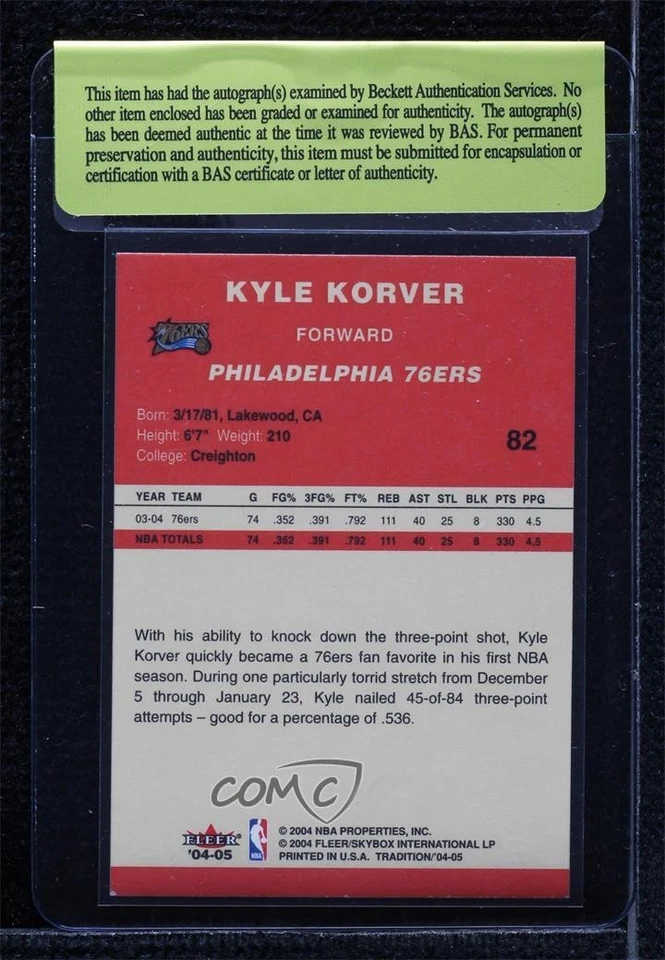 This item has had the autograph(s) examined by Beckett Authentication Services. No
other item enclosed has been graded or examined for authenticity. The autograph(s)
has been deemed authentic at the time it was reviewed by BAS. For permanent
preservation and authenticity, this item must be submitted for encapsulation or
certification with a BAS certificate or letter of authenticity.
KYLE KORVER
FORWARD
76ERS
PHILADELPHIA 76ERS
Born: 3/17/81, Lakewood, CA
Height: 6'7" Weight: 210
College: Creighton
82
YEAR TEAM G FG% 3FG% FT% REB AST STL BLK PTS PPG
03-04 76ers 74 .352 .391 .792 111 40 25 8 330 4.5
NBA TOTALS 74 .352 .391 .792 111 40 25 8 330 4.5
With his ability to knock down the three-point shot, Kyle
Korver quickly became a 76ers fan favorite in his first NBA
season. During one particularly torrid stretch from December
5 through January 23, Kyle nailed 45-of-84 three-point
attempts – good for a percentage of .536.
COMC
FLEER
'04-05
NBA
© 2004 NBA PROPERTIES, INC.
© 2004 FLEER/SKYBOX INTERNATIONAL LP
PRINTED IN U.S.A. TRADITION/'04-05